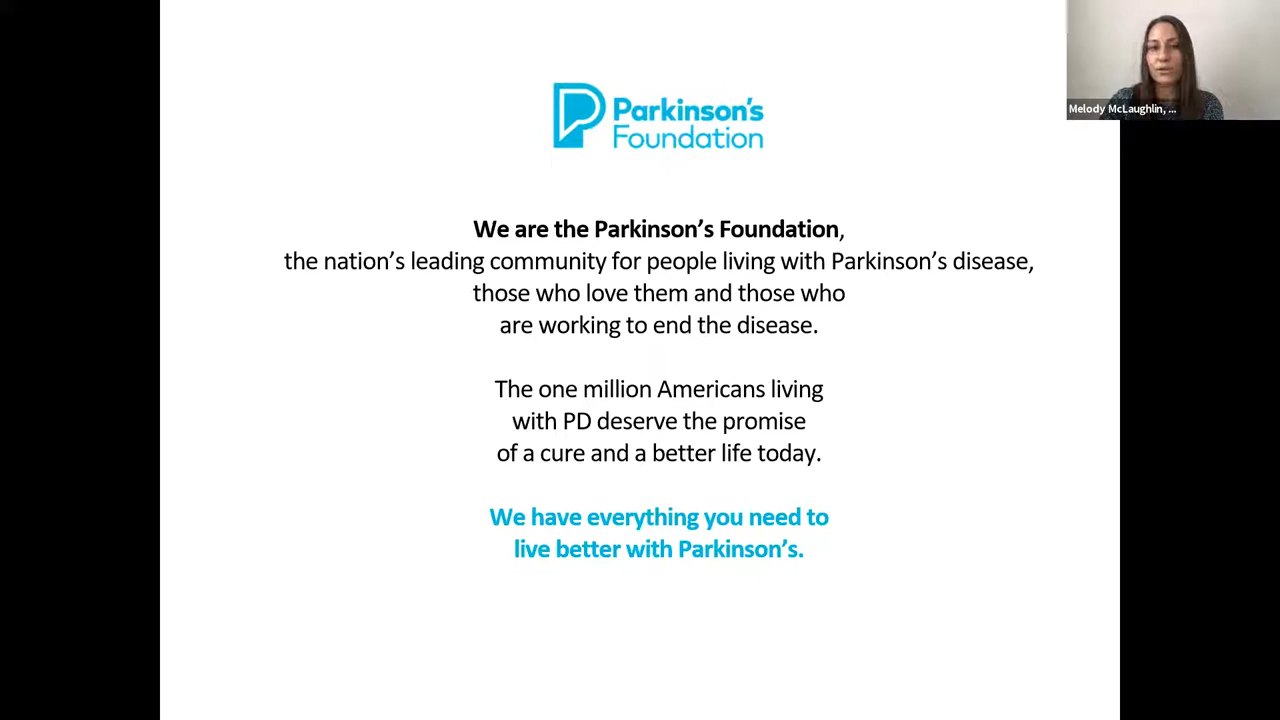 Melody McLaughlin, ...
Parkinson's
Foundation
We are the Parkinson's Foundation,
the nation's leading community for people living with Parkinson's disease,
those who love them and those who
are working to end the disease.
The one million Americans living
with PD deserve the promise
of a cure and a better life today.
We have everything you need to
live better with Parkinson's.